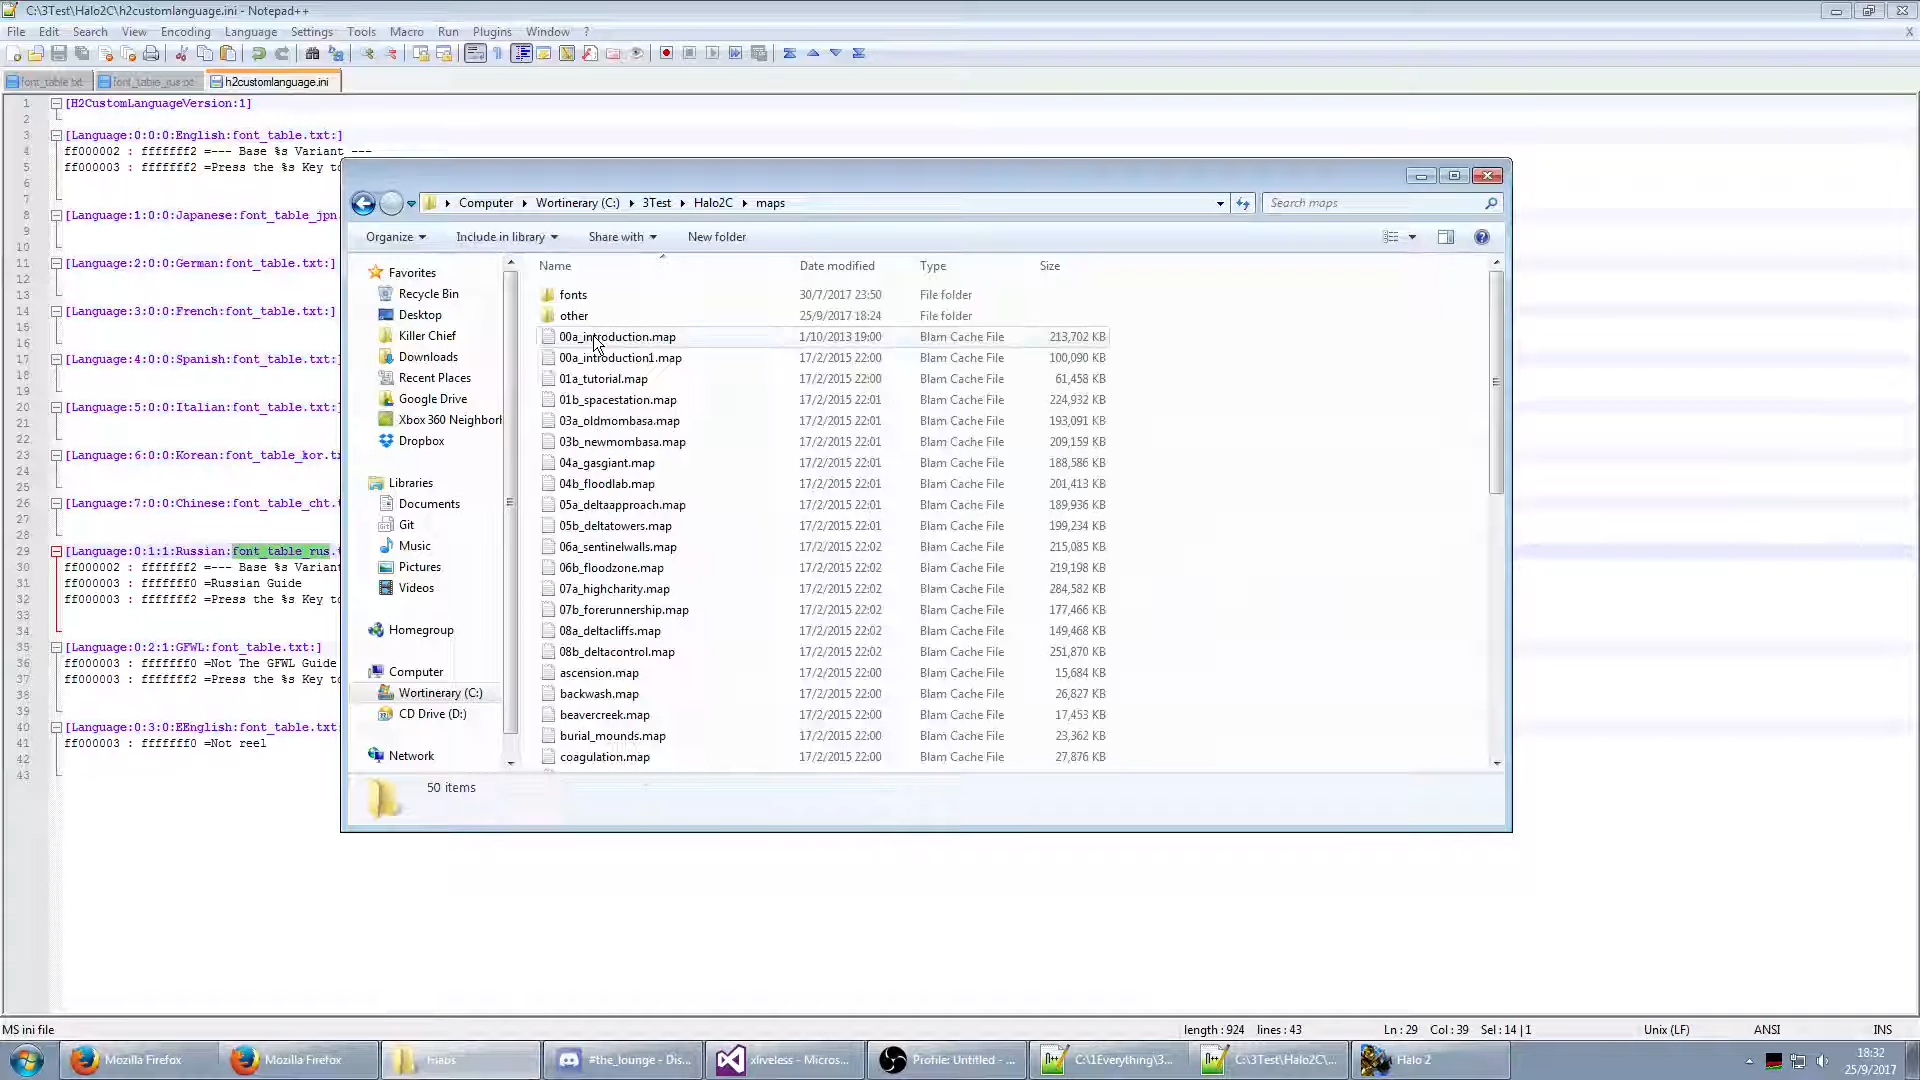 C:\3Test\Halo2C\h2customlanguage.ini - Notepad++
File Edit Search View Encoding Language Settings Tools Macro Run Plugins Window ?
X
font_table.txt font_table_rus.txt h2customlanguage.ini
1 [H2CustomLanguageVersion:1]
2
3 [Language:0:0:0:English:font_table.txt:]
4 ff000002 : fffffff2 =--- Base %s Variant ---
5 ff000003 : fffffff2 =Press the %s Key to
6
7
8 [Language:1:0:0:Japanese:font_table_jpn
9
10
11 [Language:2:0:0:German:font_table.txt:]
12
13
14 [Language:3:0:0:French:font_table.txt:]
15
16
17 [Language:4:0:0:Spanish:font_table.txt:]
18
19
20 [Language:5:0:0:Italian:font_table.txt:]
21
22
23 [Language:6:0:0:Korean:font_table_kor.tx
24
25
26 [Language:7:0:0:Chinese:font_table_cht.t
27
28
29 [Language:0:1:1:Russian:font_table_rus.t
30 ff000002 : fffffff2 =--- Base %s Variant
31 ff000003 : fffffff0 =Russian Guide
32 ff000003 : fffffff2 =Press the %s Key to
33
34
35 [Language:0:2:1:GFWL:font_table.txt:]
36 ff000003 : fffffff0 =Not The GFWL Guide
37 ff000003 : fffffff2 =Press the %s Key to
38
39
40 [Language:0:3:0:EEnglish:font_table.txt:
41 ff000003 : fffffff0 =Not reel
42
43
Computer Wortinerary (C:) 3Test Halo2C maps
Search maps
Organize Include in library Share with New folder
Favorites
Recycle Bin
Desktop
Killer Chief
Downloads
Recent Places
Google Drive
Xbox 360 Neighborh
Dropbox
Libraries
Documents
Git
Music
Pictures
Videos
Homegroup
Computer
Wortinerary (C:)
CD Drive (D:)
Network
Name Date modified Type Size
fonts 30/7/2017 23:50 File folder
other 25/9/2017 18:24 File folder
00a_introduction.map 1/10/2013 19:00 Blam Cache File 213,702 KB
00a_introduction1.map 17/2/2015 22:00 Blam Cache File 100,090 KB
01a_tutorial.map 17/2/2015 22:00 Blam Cache File 61,458 KB
01b_spacestation.map 17/2/2015 22:01 Blam Cache File 224,932 KB
03a_oldmombasa.map 17/2/2015 22:01 Blam Cache File 193,091 KB
03b_newmombasa.map 17/2/2015 22:01 Blam Cache File 209,159 KB
04a_gasgiant.map 17/2/2015 22:01 Blam Cache File 188,586 KB
04b_floodlab.map 17/2/2015 22:01 Blam Cache File 201,413 KB
05a_deltaapproach.map 17/2/2015 22:01 Blam Cache File 189,936 KB
05b_deltatowers.map 17/2/2015 22:01 Blam Cache File 199,234 KB
06a_sentinelwalls.map 17/2/2015 22:02 Blam Cache File 215,085 KB
06b_floodzone.map 17/2/2015 22:02 Blam Cache File 219,198 KB
07a_highcharity.map 17/2/2015 22:02 Blam Cache File 284,582 KB
07b_forerunnership.map 17/2/2015 22:02 Blam Cache File 177,466 KB
08a_deltacliffs.map 17/2/2015 22:02 Blam Cache File 149,468 KB
08b_deltacontrol.map 17/2/2015 22:02 Blam Cache File 251,870 KB
ascension.map 17/2/2015 22:00 Blam Cache File 15,684 KB
backwash.map 17/2/2015 22:00 Blam Cache File 26,827 KB
beavercreek.map 17/2/2015 22:00 Blam Cache File 17,453 KB
burial_mounds.map 17/2/2015 22:00 Blam Cache File 23,362 KB
coagulation.map 17/2/2015 22:00 Blam Cache File 27,876 KB
50 items
MS ini file length : 924 lines : 43 Ln : 29 Col : 39 Sel : 14 | 1 Unix (LF) ANSI INS
Mozilla Firefox Mozilla Firefox maps #the_lounge - Dis... xliveless - Micros... Profile: Untitled - ... C:\1Everything\3... C:\3Test\Halo2C\... Halo 2
18:32
25/9/2017